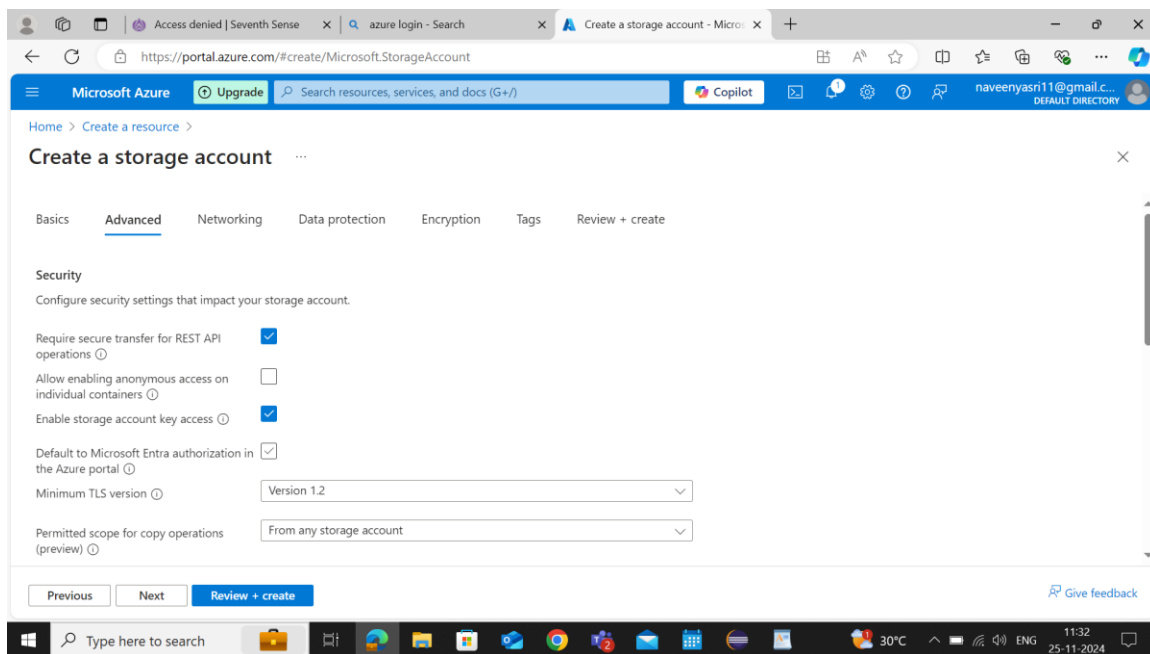 Access denied | Seventh Sense
azure login - Search
Create a storage account - Micros
https://portal.azure.com/#create/Microsoft.StorageAccount
Microsoft Azure
Upgrade
Search resources, services, and docs (G+/)
Copilot
1
naveenyasri11@gmail.c...
DEFAULT DIRECTORY
Home > Create a resource >
Create a storage account ...
Basics Advanced Networking Data protection Encryption Tags Review + create
Security
Configure security settings that impact your storage account.
Require secure transfer for REST API
operations
Allow enabling anonymous access on
individual containers
Enable storage account key access
Default to Microsoft Entra authorization in
the Azure portal
Minimum TLS version
Version 1.2
Permitted scope for copy operations
(preview)
From any storage account
Previous Next Review + create
Give feedback
Type here to search
2
30°C
ENG
11:32
25-11-2024